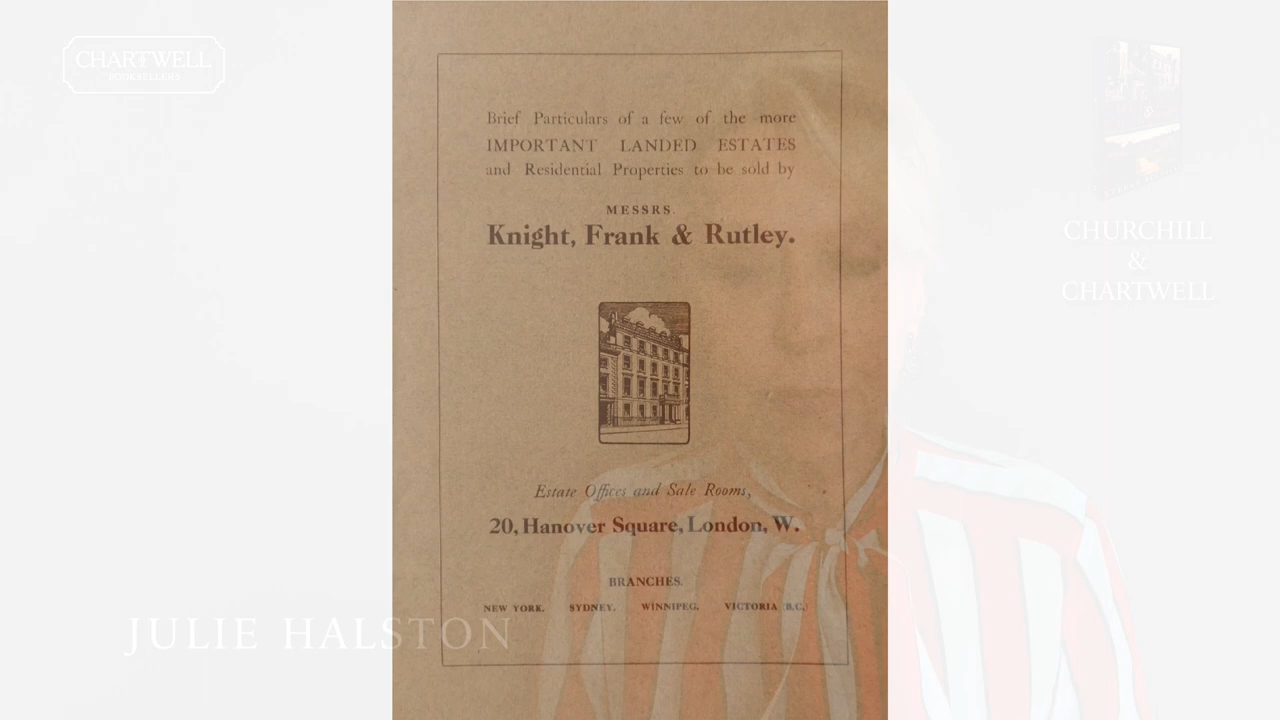 CHARTWELL
BOOKSELLERS
Brief Particulars of a few of the more
IMPORTANT LANDED ESTATES
and Residential Properties to be sold by
MESSRS.
Knight, Frank & Rutley.
Estate Offices and Sale Rooms,
20, Hanover Square, London, W.
BRANCHES.
NEW YORK. SYDNEY. WINNIPEG. VICTORIA (B.C.)
CHURCHILL
&
CHARTWELL
JULIE HALSTON